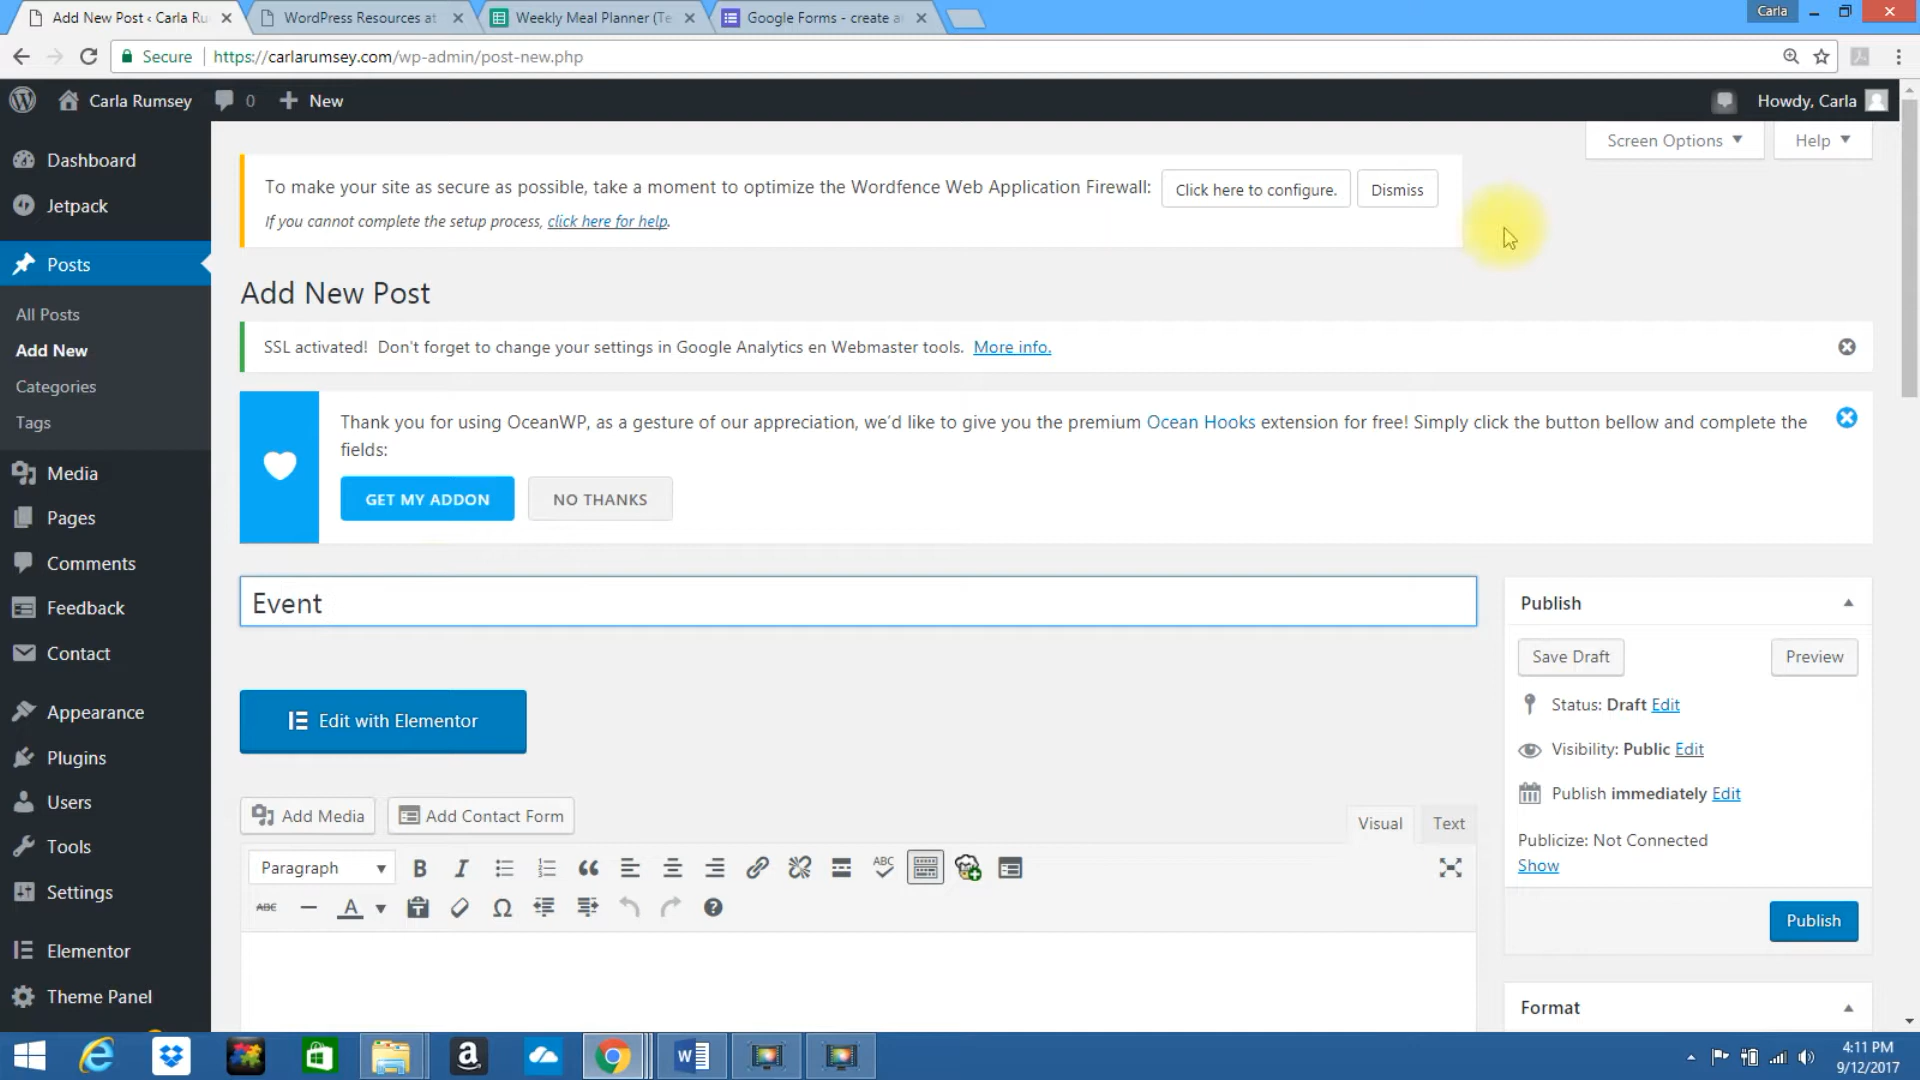 Add New Post ‹ Carla Ru
WordPress Resources at
Weekly Meal Planner (Te
Google Forms - create a
Carla
Secure
https://carlarumsey.com/wp-admin/post-new.php
Carla Rumsey
0
New
Howdy, Carla
Screen Options
Help
Dashboard
Jetpack
Posts
All Posts
Add New
Categories
Tags
Media
Pages
Comments
Feedback
Contact
Appearance
Plugins
Users
Tools
Settings
Elementor
Theme Panel
To make your site as secure as possible, take a moment to optimize the Wordfence Web Application Firewall:
Click here to configure.
Dismiss
If you cannot complete the setup process, click here for help.
Add New Post
SSL activated! Don't forget to change your settings in Google Analytics en Webmaster tools. More info.
Thank you for using OceanWP, as a gesture of our appreciation, we'd like to give you the premium Ocean Hooks extension for free! Simply click the button bellow and complete the
fields:
GET MY ADDON
NO THANKS
Event
Edit with Elementor
Add Media
Add Contact Form
Visual
Text
Paragraph
B
I
ABC
ABC
A
Publish
Save Draft
Preview
Status: Draft Edit
Visibility: Public Edit
Publish immediately Edit
Publicize: Not Connected
Show
Publish
Format
4:11 PM
9/12/2017